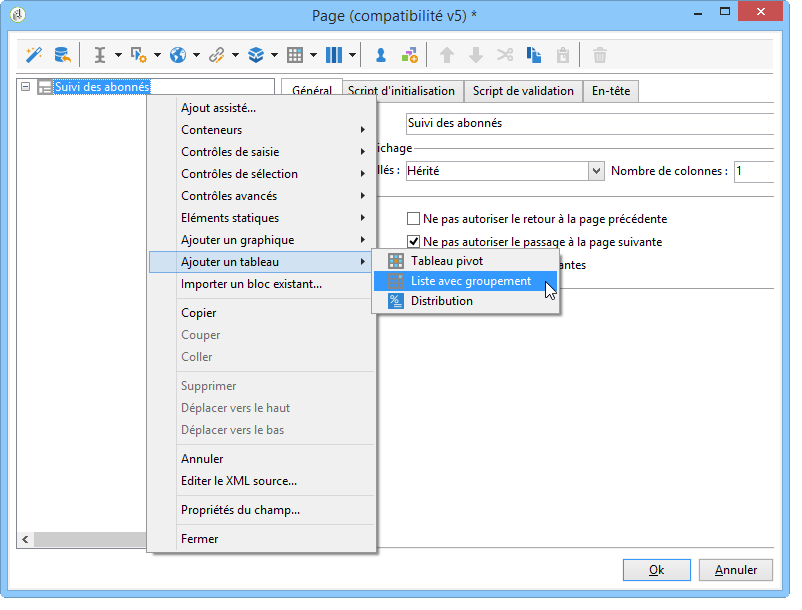 Page (compatibilité v5) *
Suivi des abonnés
Général
Script d'initialisation
Script de validation
En-tête
Suivi des abonnés
ichage
llés :
Hérité
Nombre de colonnes :
1
Ne pas autoriser le retour à la page précédente
Ne pas autoriser le passage à la page suivante
antes
Ajout assisté...
Conteneurs
Contrôles de saisie
Contrôles de sélection
Contrôles avancés
Eléments statiques
Ajouter un graphique
Ajouter un tableau
Importer un bloc existant...
Copier
Couper
Coller
Supprimer
Déplacer vers le haut
Déplacer vers le bas
Annuler
Editer le XML source...
Propriétés du champ...
Fermer
Tableau pivot
Liste avec groupement
Distribution
Ok
Annuler